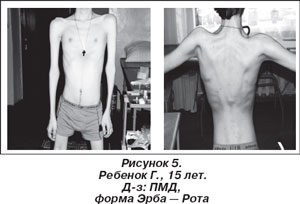 Рисунок 5.
Ребенок Г., 15 лет.
Д-з: ПМД,
форма Эрба — Рота